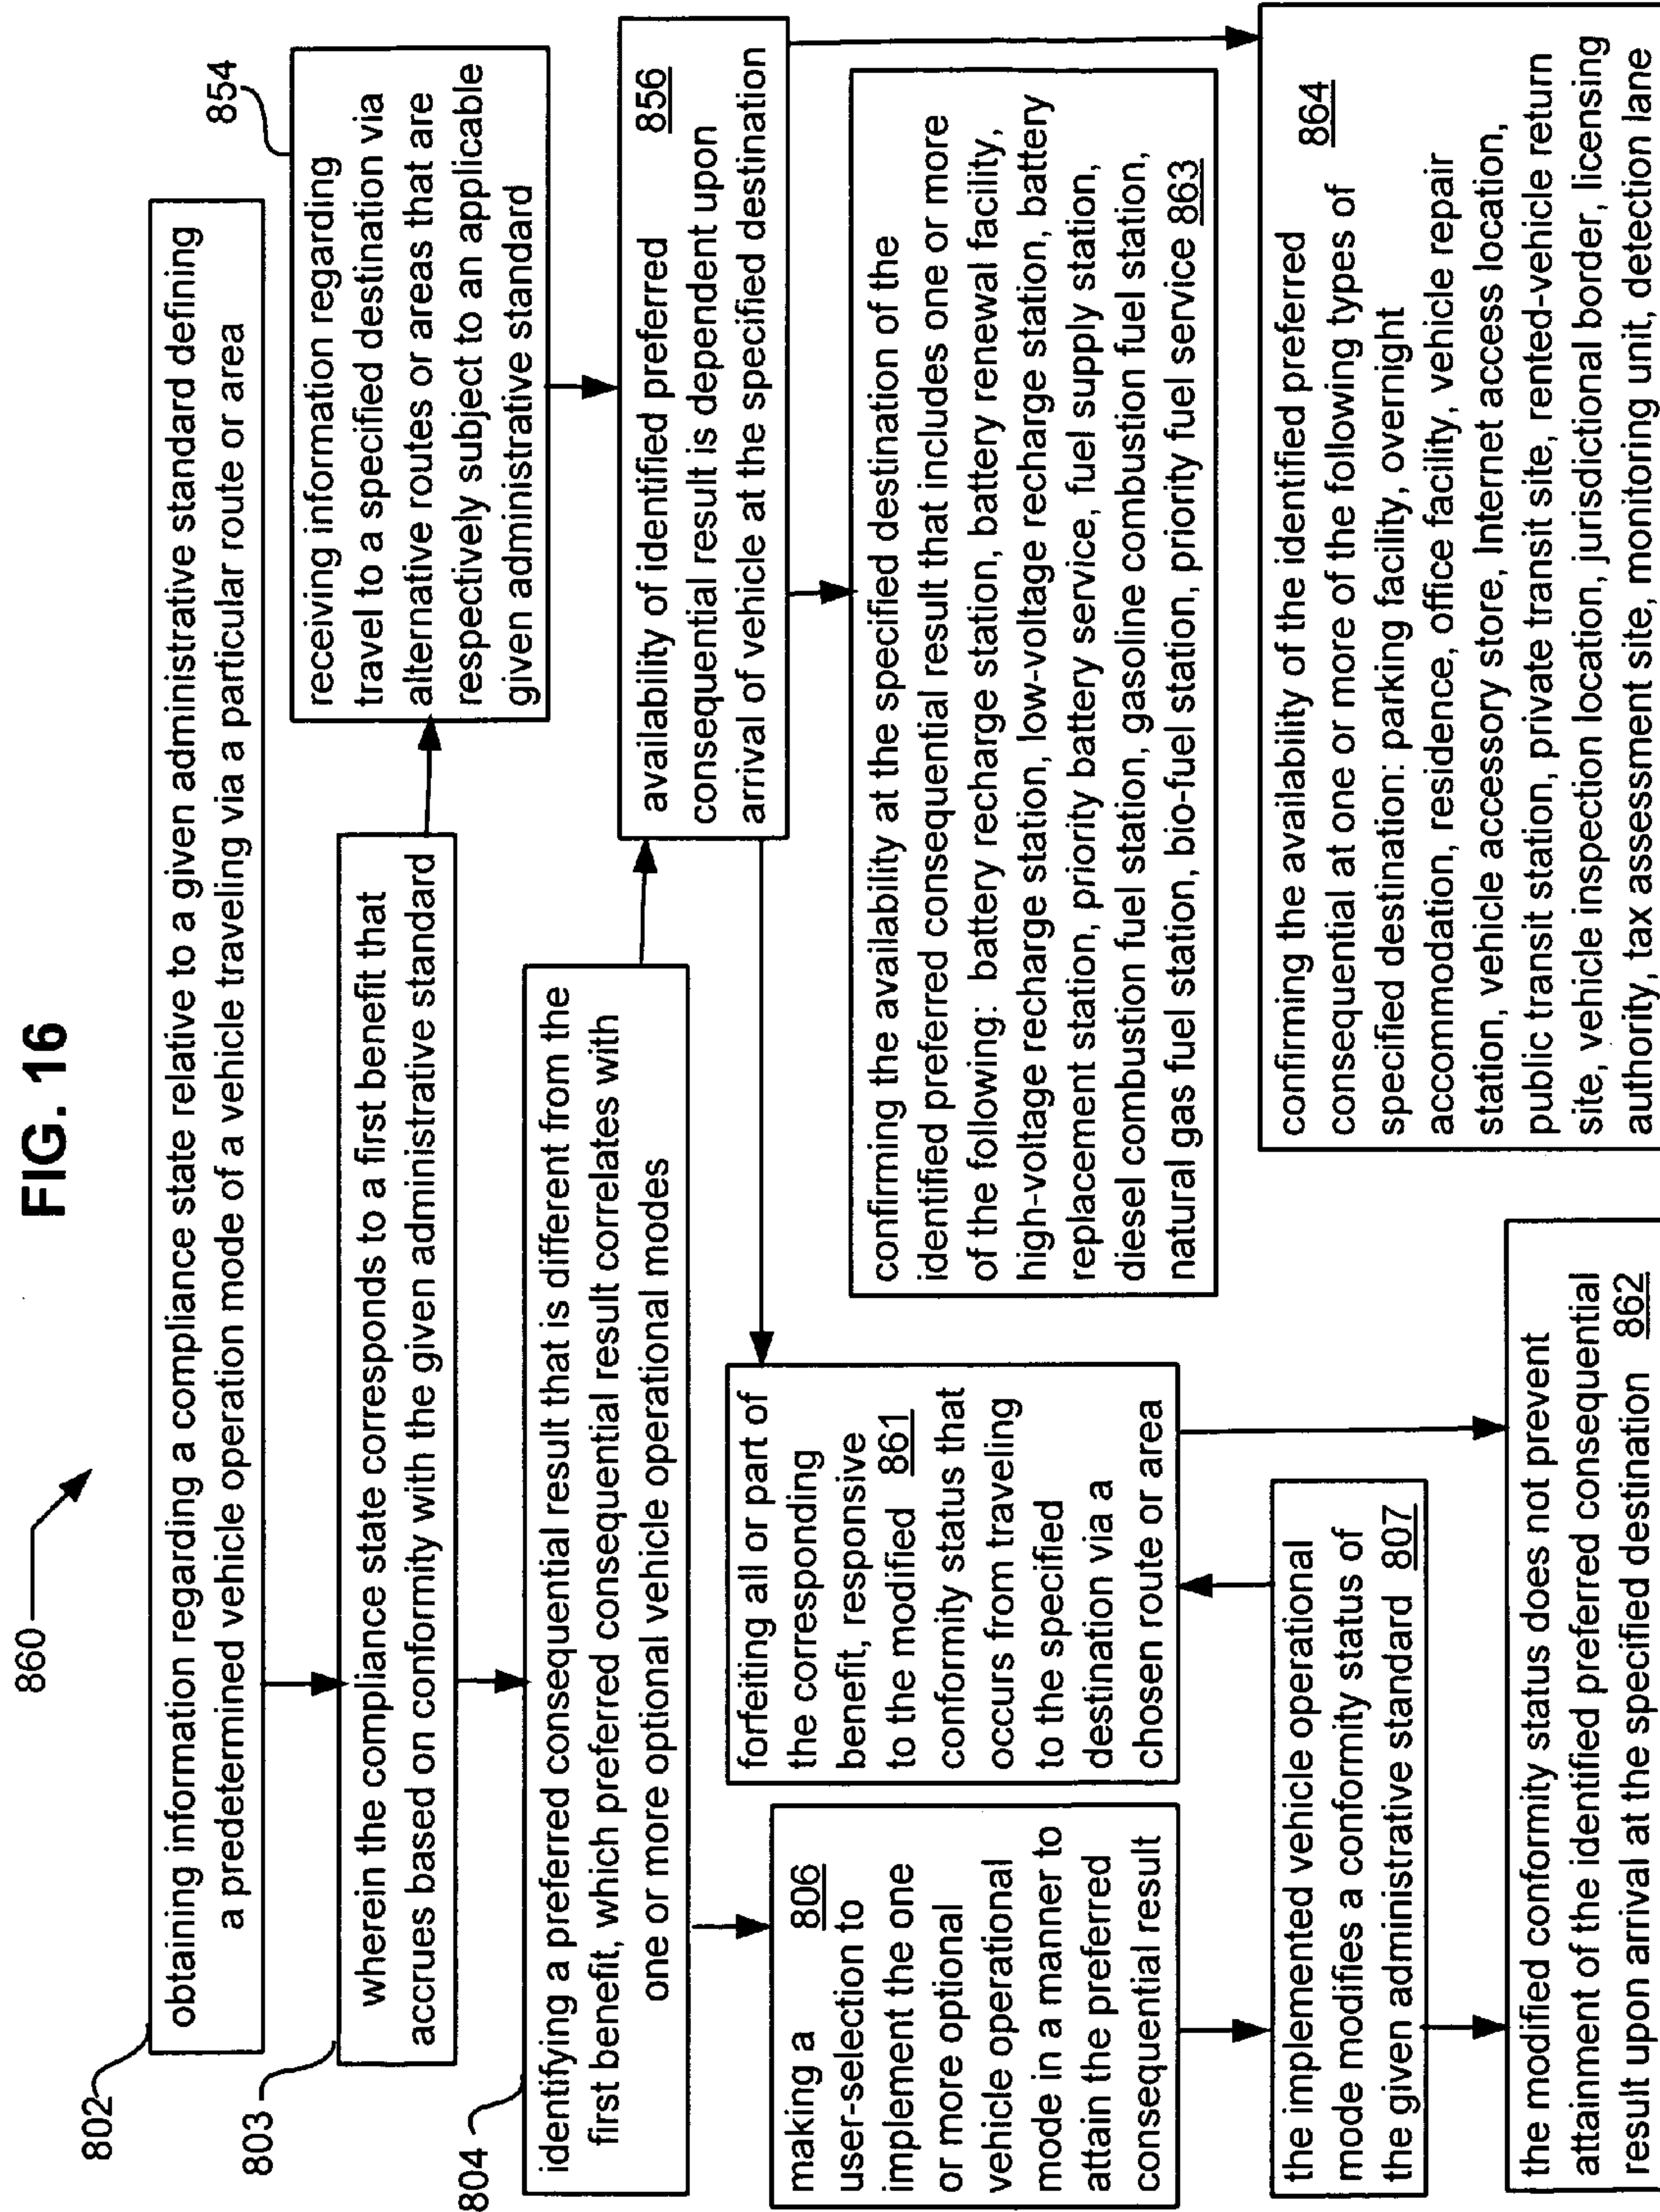 FIG. 16
860
802
obtaining information regarding a compliance state relative to a given administrative standard defining
a predetermined vehicle operation mode of a vehicle traveling via a particular route or area
803
wherein the compliance state corresponds to a first benefit that
accrues based on conformity with the given administrative standard
854
receiving information regarding
travel to a specified destination via
alternative routes or areas that are
respectively subject to an applicable
given administrative standard
804
identifying a preferred consequential result that is different from the
first benefit, which preferred consequential result correlates with
one or more optional vehicle operational modes
availability of identified preferred 856
consequential result is dependent upon
arrival of vehicle at the specified destination
making a
user-selection to 806
implement the one
or more optional
vehicle operational
mode in a manner to
attain the preferred
consequential result
forfeiting all or part of
the corresponding
benefit, responsive
to the modified 861
conformity status that
occurs from traveling
to the specified
destination via a
chosen route or area
confirming the availability at the specified destination of the
identified preferred consequential result that includes one or more
of the following: battery recharge station, battery renewal facility,
high-voltage recharge station, low-voltage recharge station, battery
replacement station, priority battery service, fuel supply station,
diesel combustion fuel station, gasoline combustion fuel station,
natural gas fuel station, bio-fuel station, priority fuel service 863
the implemented vehicle operational
mode modifies a conformity status of
the given administrative standard 807
the modified conformity status does not prevent
attainment of the identified preferred consequential
result upon arrival at the specified destination 862
confirming the availability of the identified preferred 864
consequential at one or more of the following types of
specified destination: parking facility, overnight
accommodation, residence, office facility, vehicle repair
station, vehicle accessory store, Internet access location,
public transit station, private transit site, rented-vehicle return
site, vehicle inspection location, jurisdictional border, licensing
authority, tax assessment site, monitoring unit, detection lane